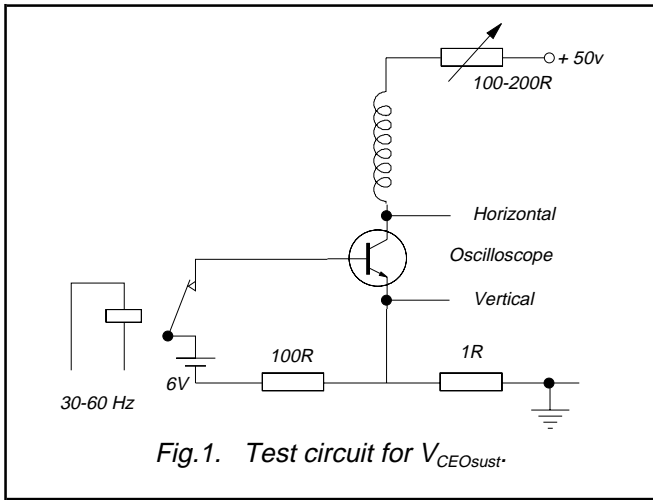 + 50v
100-200R
Horizontal
Oscilloscope
Vertical
100R
1R
6V
30-60 Hz
Fig.1. Test circuit for VCEOsust.